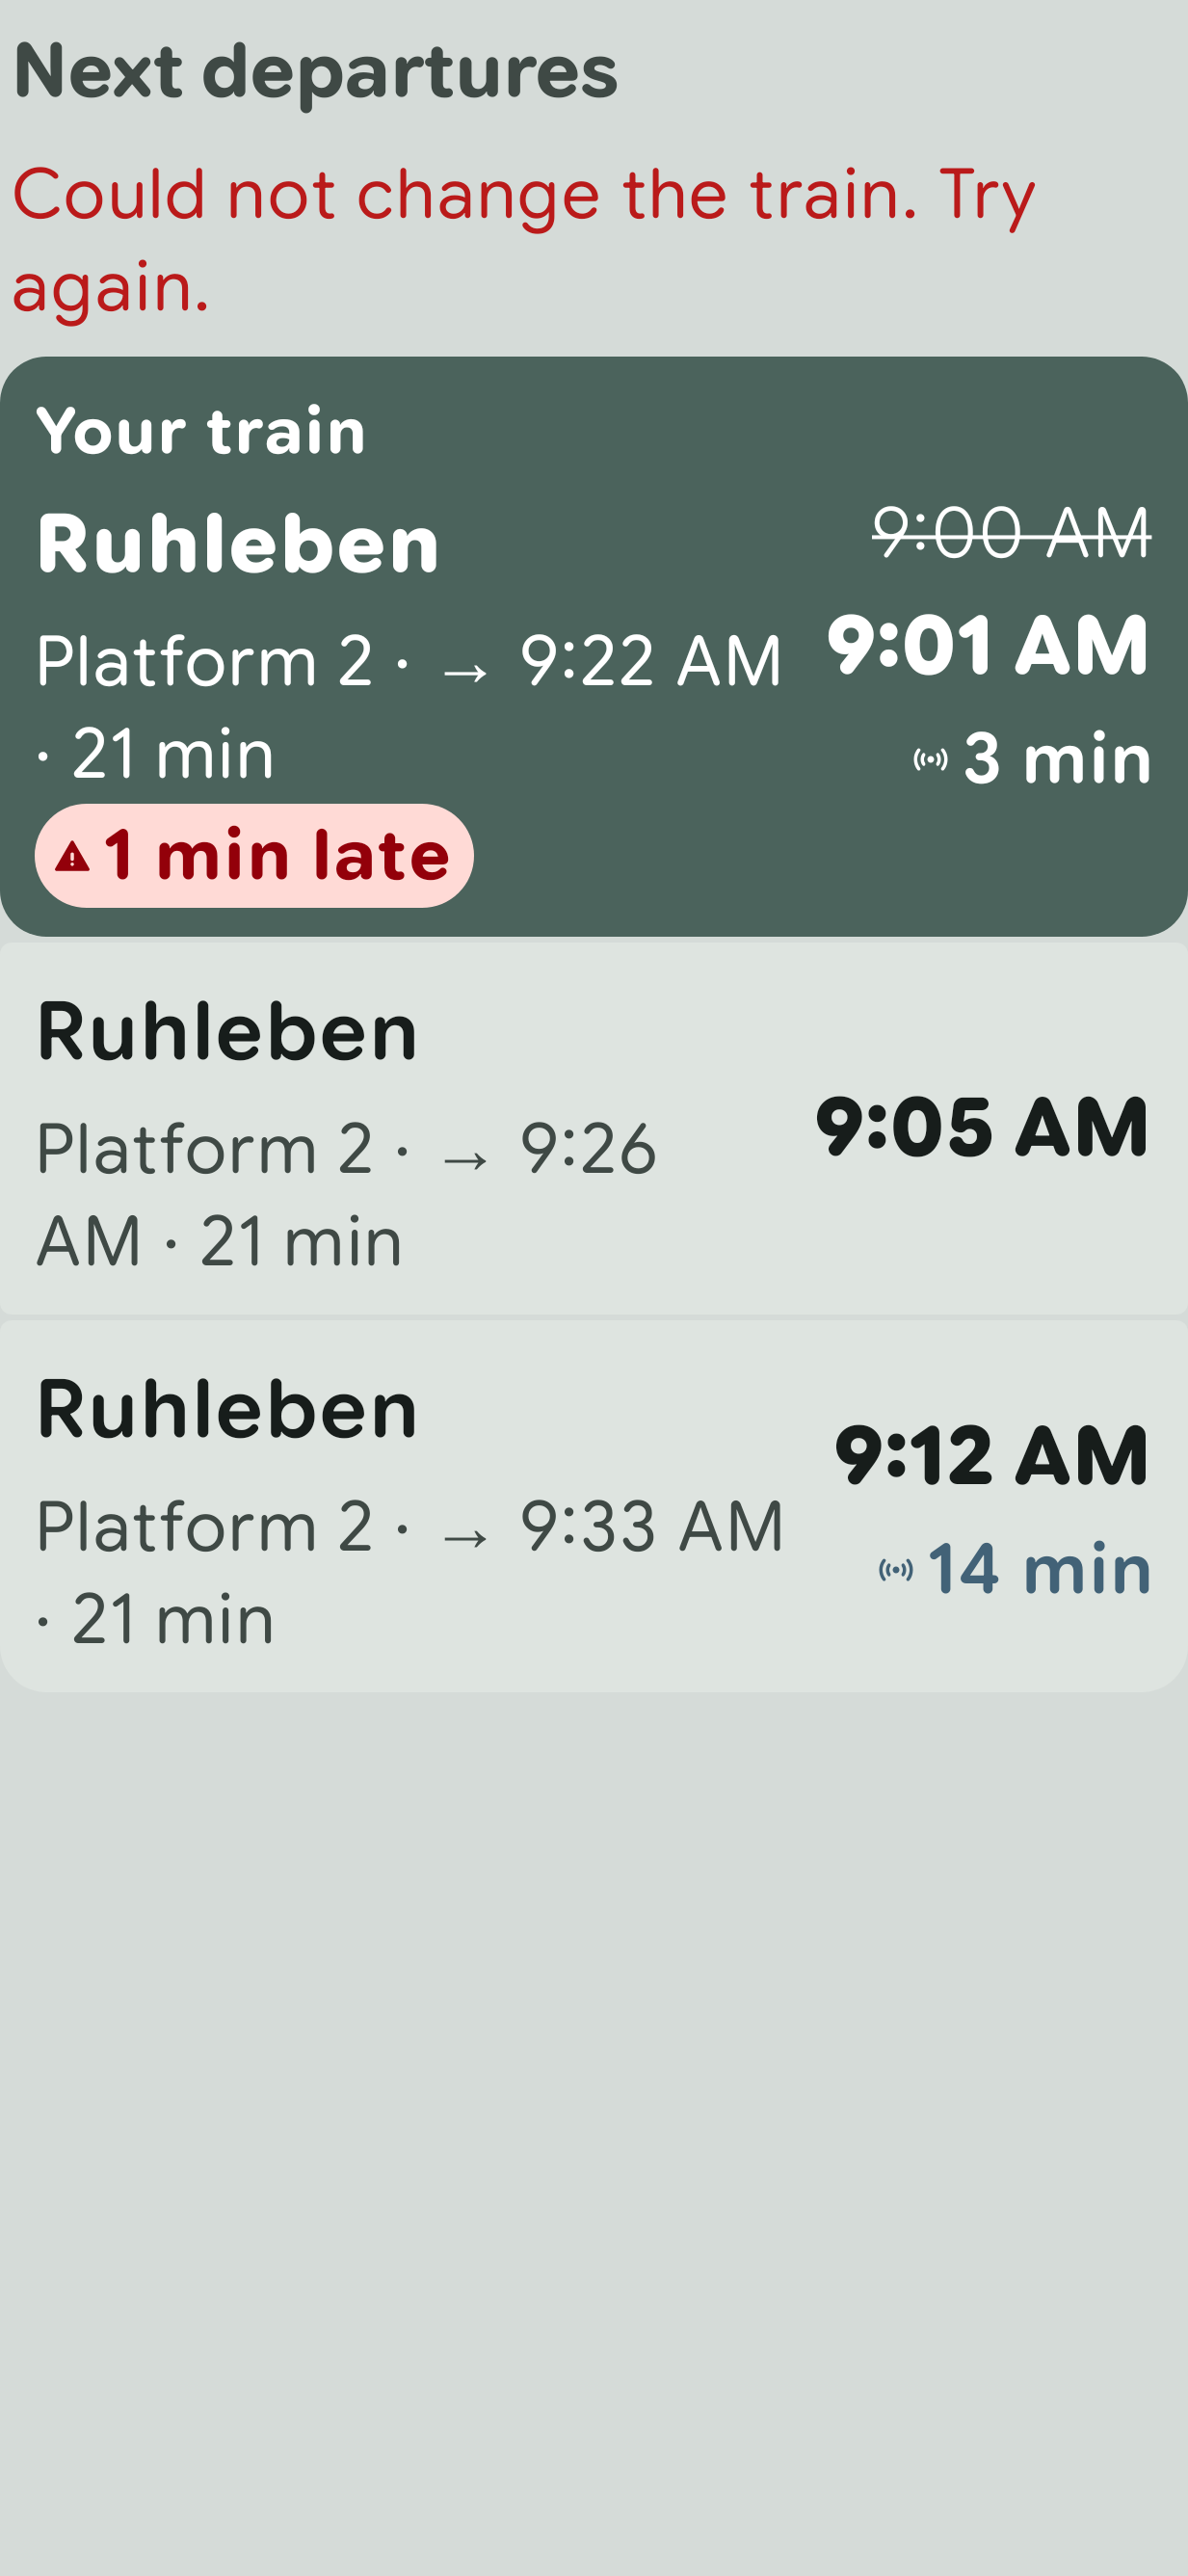 Next departures
Could not change the train. Try
again.
Your train
Ruhleben
9:00 AM
Platform 2 · → 9:22 AM
· 21 min
9:01 AM
3 min
1 min late
Ruhleben
Platform 2 · → 9:26
AM · 21 min
9:05 AM
Ruhleben
Platform 2 · → 9:33 AM
· 21 min
9:12 AM
14 min